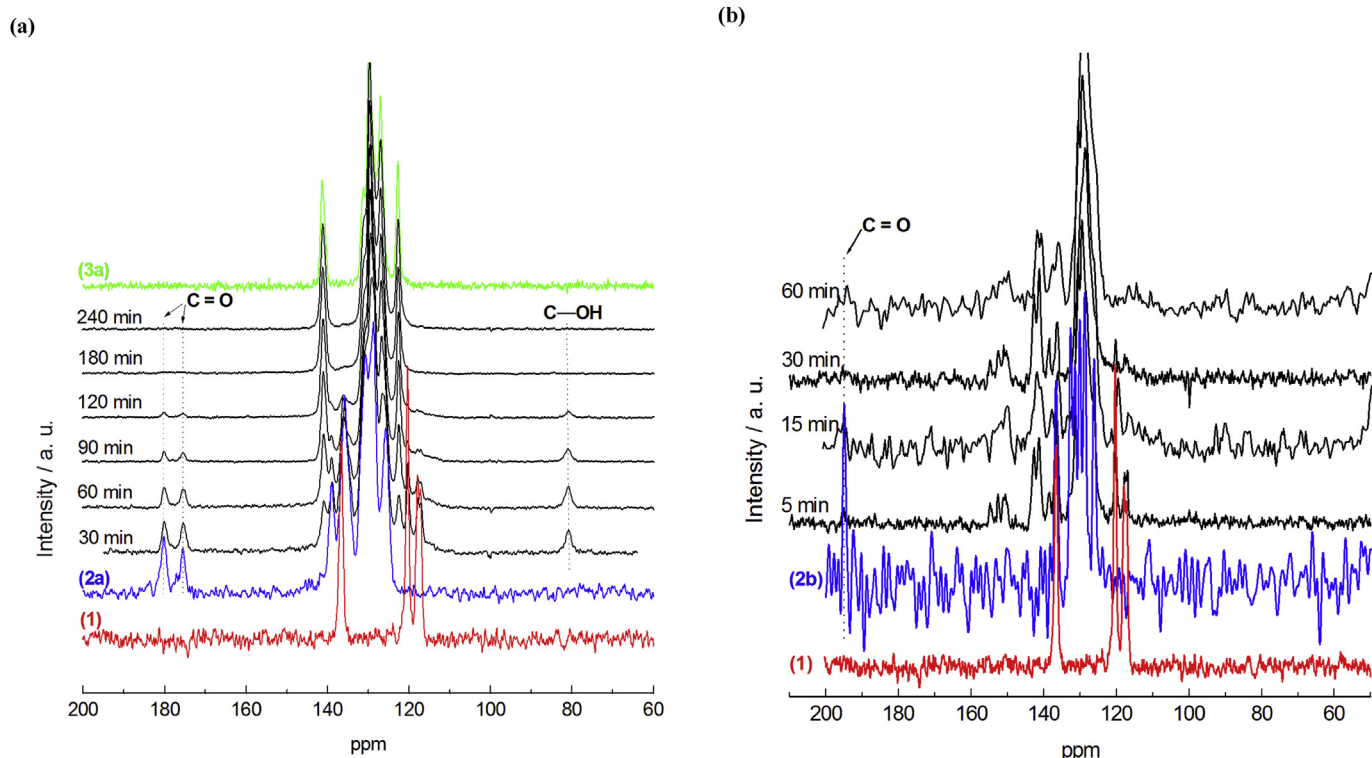 (a)
C = O
C—OH
(3a)
240 min
180 min
120 min
90 min
60 min
30 min
(2a)
(1)
Intensity / a. u.
200 180 160 140 120 100 80 60
ppm
(b)
C = O
60 min
30 min
15 min
5 min
(2b)
(1)
Intensity / a. u.
200 160 140 120 100 80 60
ppm